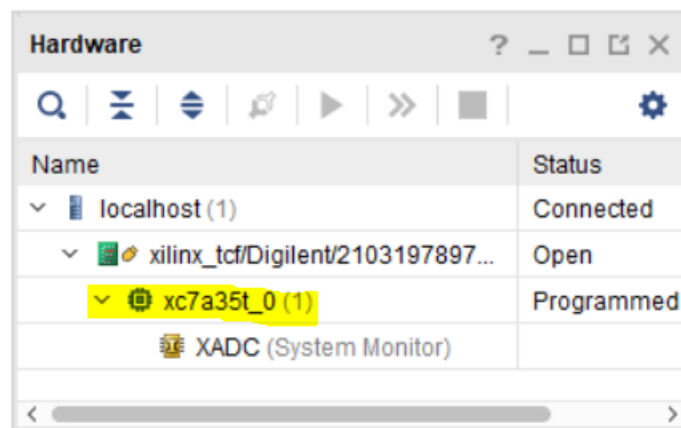 Hardware ?
Name Status
localhost (1) Connected
xilinx_tcf/Digilent/2103197897... Open
xc7a35t_0 (1) Programmed
XADC (System Monitor)